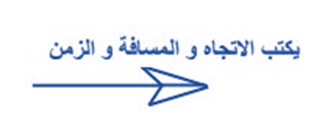 يكتب الاتجاه و المسافة و الزمن